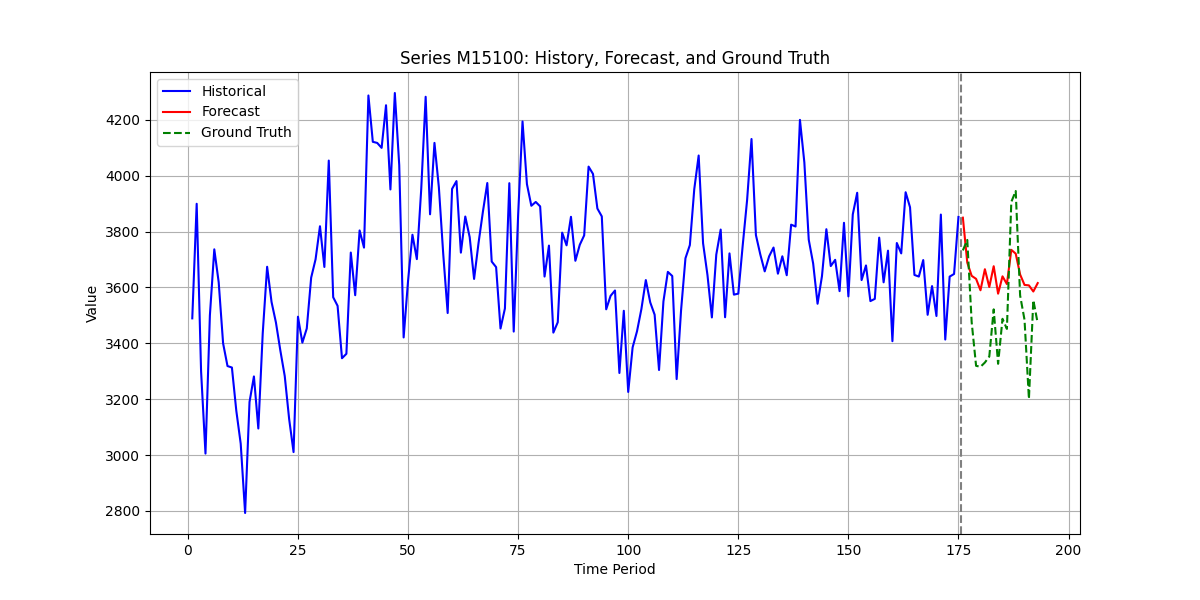 Series M15100: History, Forecast, and Ground Truth
Historical
Forecast
Ground Truth
4200
4000
3800
3600
3400
3200
3000
2800
Value
0 25 50 75 100 125 150 175 200
Time Period